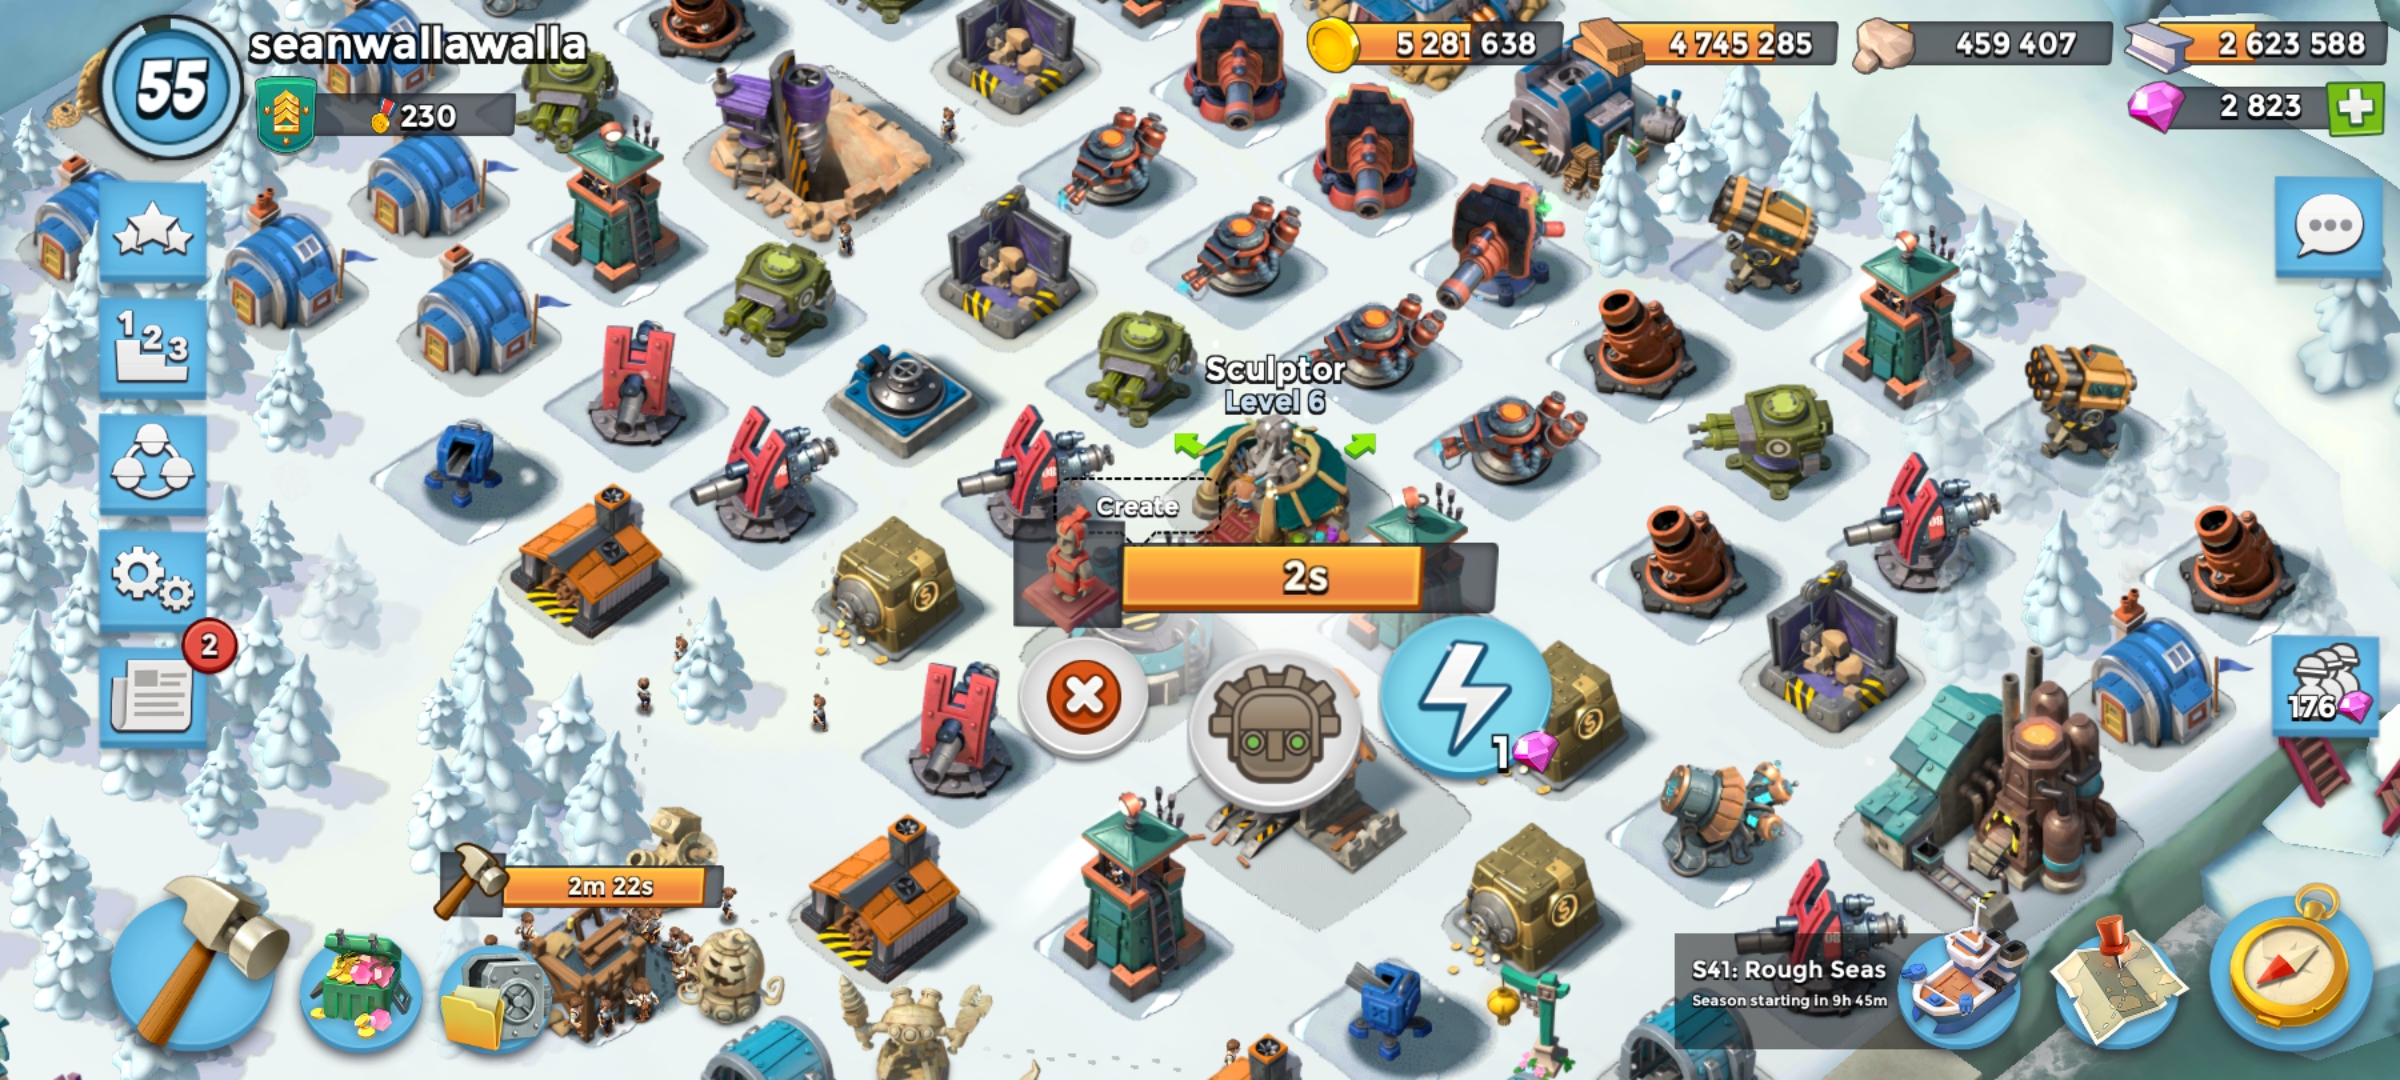 55
seanwallawalla
230
5 281 638
4 745 285
459 407
2 623 588
2 823
123
Sculptor
Level 6
Create
2s
2
1
176
2m 22s
S41: Rough Seas
Season starting in 9h 45m